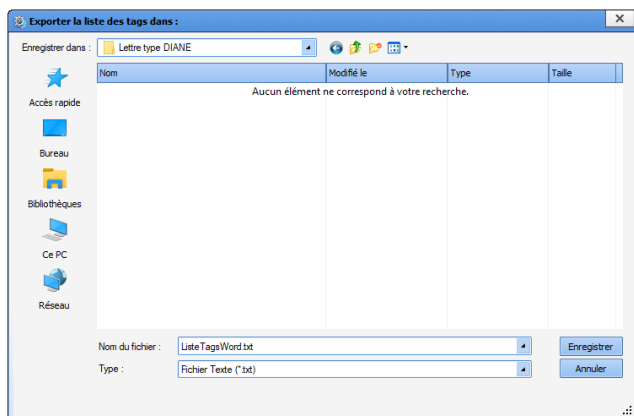 Exporter la liste des tags dans :
Enregistrer dans : Lettre type DIANE
Nom Modifié le Type Taille
Aucun élément ne correspond à votre recherche.
Accès rapide
Bureau
Bibliothèques
Ce PC
Réseau
Nom du fichier : ListeTagsWord.txt Enregistrer
Type : Fichier Texte (*.txt) Annuler